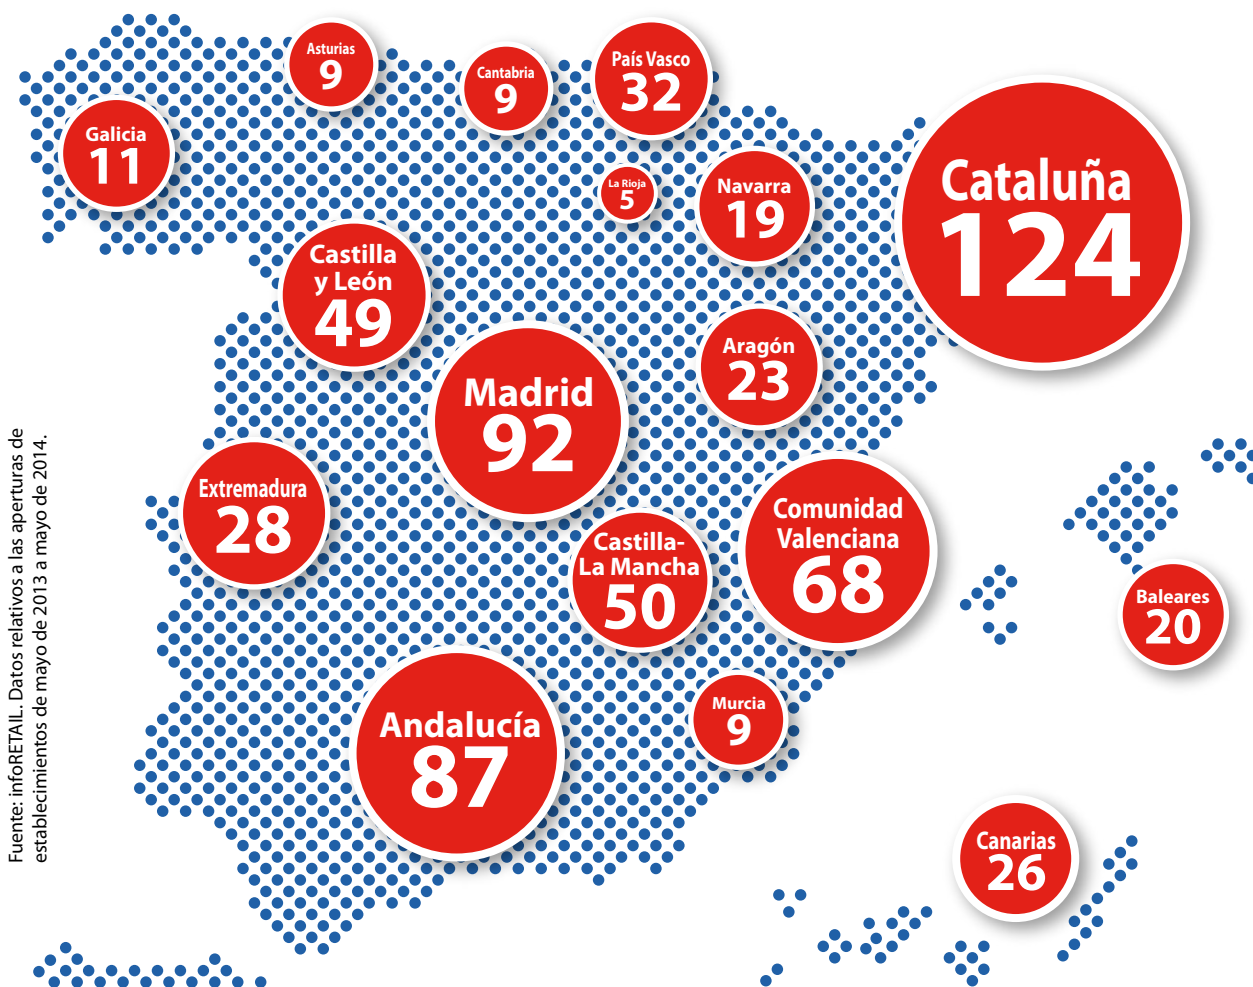 Asturias
9
Cantabria
9
País Vasco
32
Galicia
11
La Rioja
5
Navarra
19
Cataluña
124
Castilla
y León
49
Aragón
23
Madrid
92
Extremadura
28
Comunidad
Valenciana
68
Castilla-
La Mancha
50
Baleares
20
Andalucía
87
Murcia
9
Canarias
26
Fuente: infoRETAIL. Datos relativos a las aperturas de
establecimientos de mayo de 2013 a mayo de 2014.